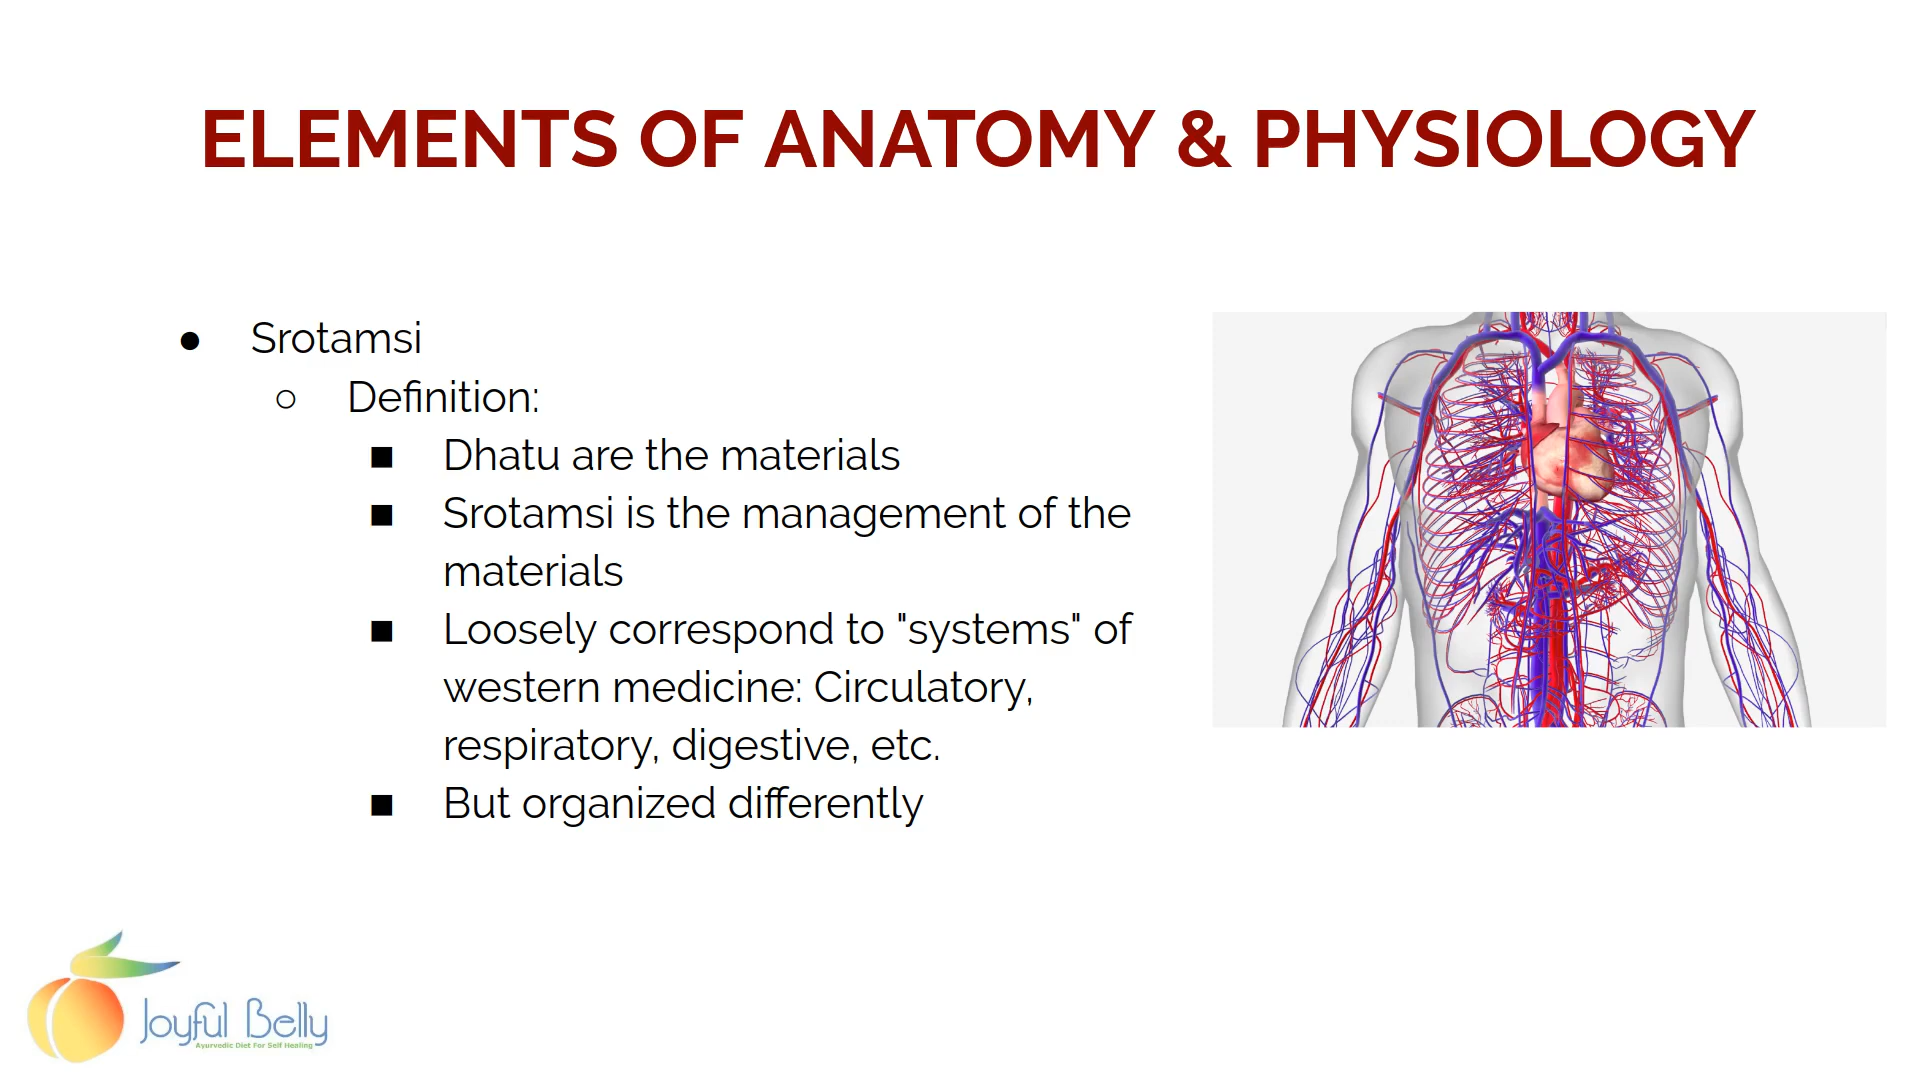 ELEMENTS OF ANATOMY & PHYSIOLOGY
● Srotamsi
○ Definition:
■ Dhatu are the materials
■ Srotamsi is the management of the
materials
■ Loosely correspond to "systems" of
western medicine: Circulatory,
respiratory, digestive, etc.
■ But organized differently
Joyful Belly
Ayurvedic Diet For Self Healing